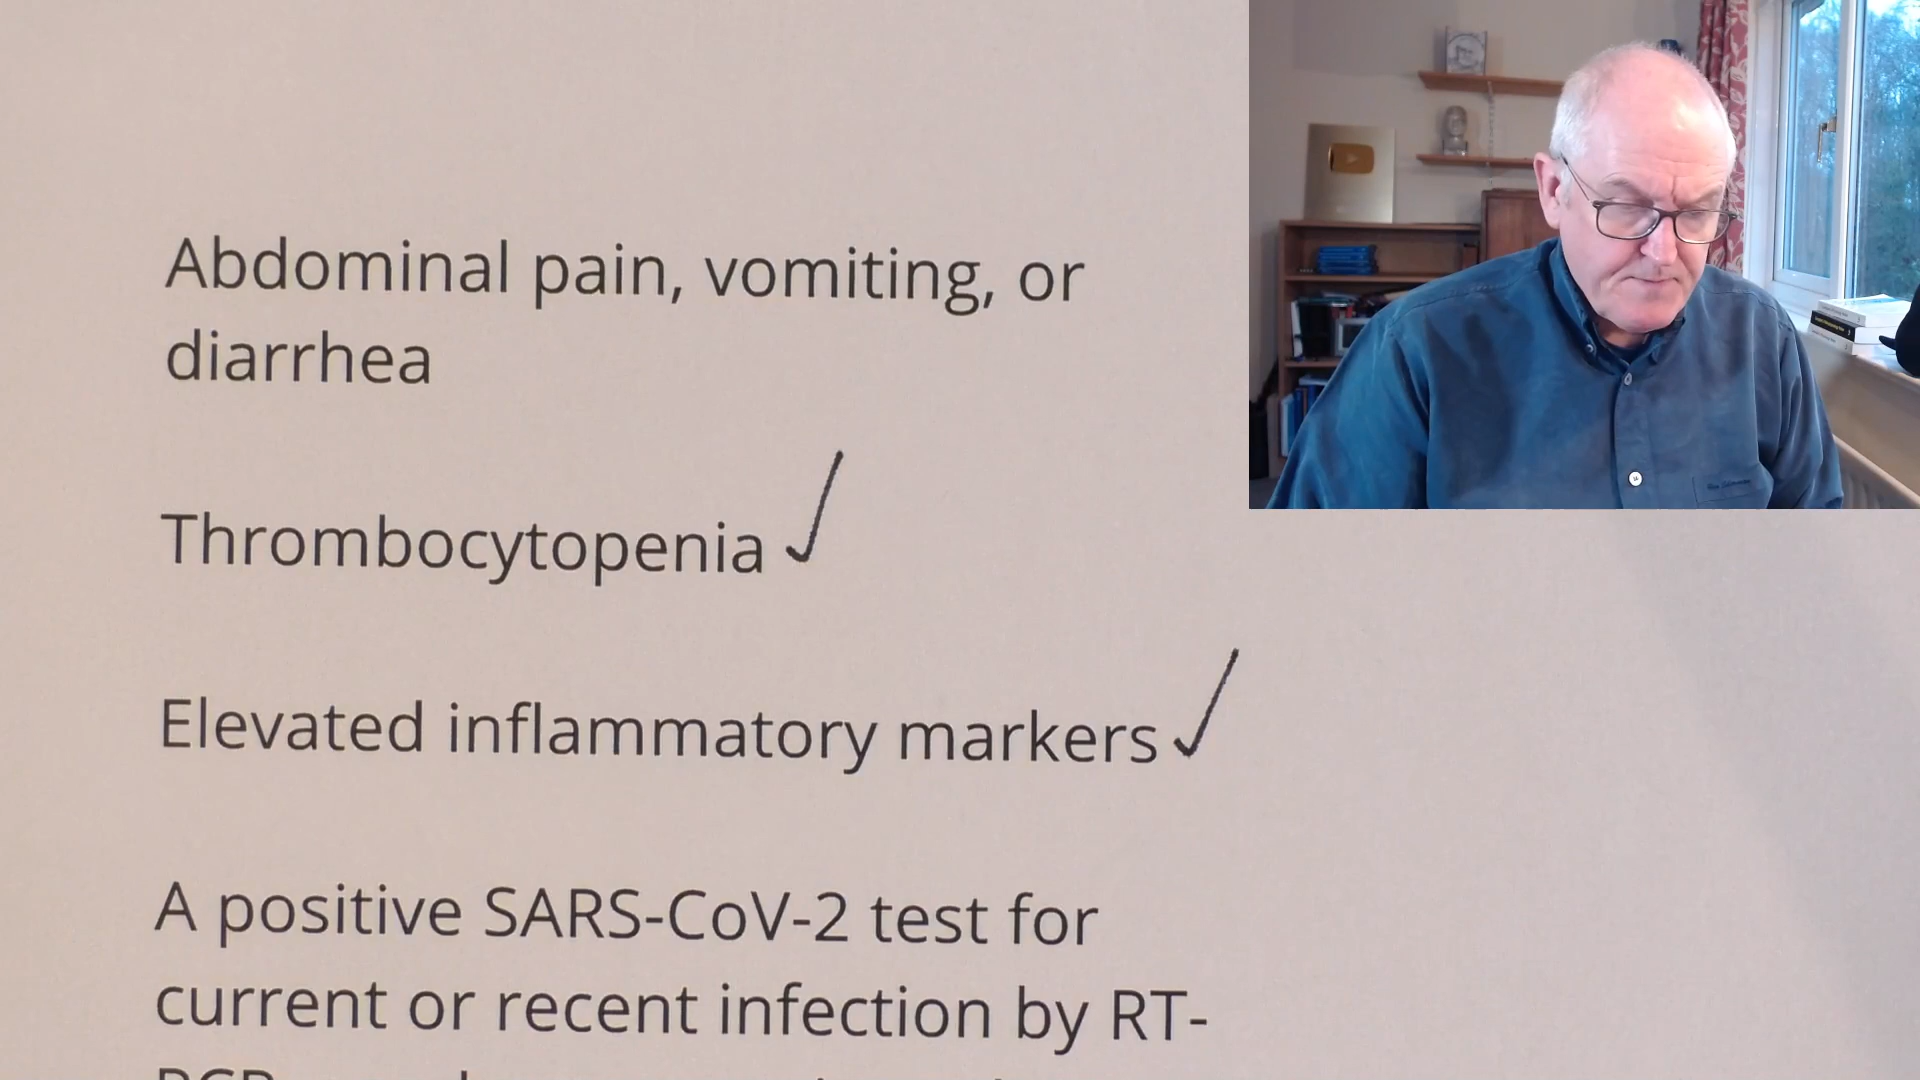 Abdominal pain, vomiting, or
diarrhea
Thrombocytopenia
Elevated inflammatory markers
A positive SARS-CoV-2 test for
current or recent infection by RT-